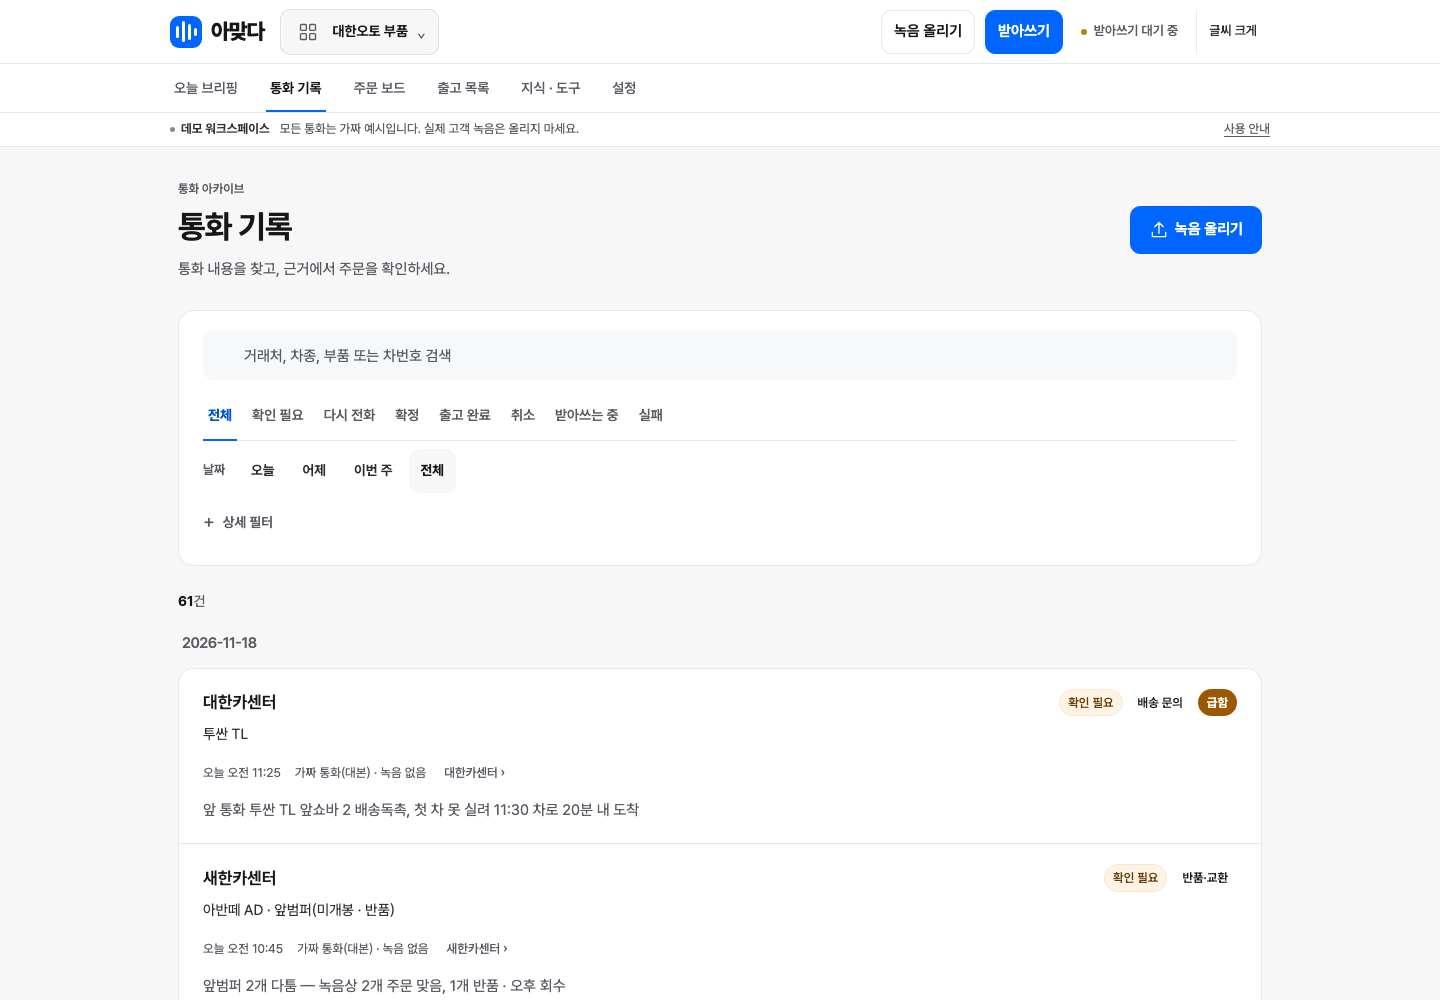 아맞다
대한오토 부품
녹음 올리기
받아쓰기
받아쓰기 대기 중
글씨 크게
오늘 브리핑
통화 기록
주문 보드
출고 목록
지식 · 도구
설정
데모 워크스페이스 모든 통화는 가짜 예시입니다. 실제 고객 녹음은 올리지 마세요.
사용 안내
통화 아카이브
통화 기록
녹음 올리기
통화 내용을 찾고, 근거에서 주문을 확인하세요.
거래처, 차종, 부품 또는 차번호 검색
전체 확인 필요 다시 전화 확정 출고 완료 취소 받아쓰는 중 실패
날짜 오늘 어제 이번 주 전체
+ 상세 필터
61건
2026-11-18
대한카센터
확인 필요 배송 문의 급함
투싼 TL
오늘 오전 11:25 가짜 통화(대본) · 녹음 없음 대한카센터 ›
앞 통화 투싼 TL 앞쇼바 2 배송독촉, 첫 차 못 실려 11:30 차로 20분 내 도착
새한카센터
확인 필요 반품·교환
아반떼 AD · 앞범퍼(미개봉 · 반품)
오늘 오전 10:45 가짜 통화(대본) · 녹음 없음 새한카센터 ›
앞범퍼 2개 다툼 — 녹음상 2개 주문 맞음, 1개 반품 · 오후 회수